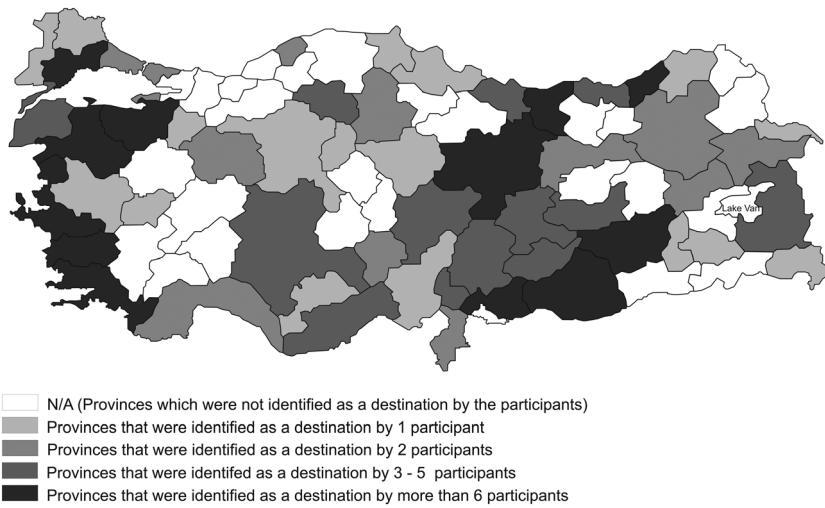 Lake Van
N/A (Provinces which were not identified as a destination by the participants)
Provinces that were identified as a destination by 1 participant
Provinces that were identified as a destination by 2 participants
Provinces that were identifed as a destination by 3 - 5 participants
Provinces that were identified as a destination by more than 6 participants